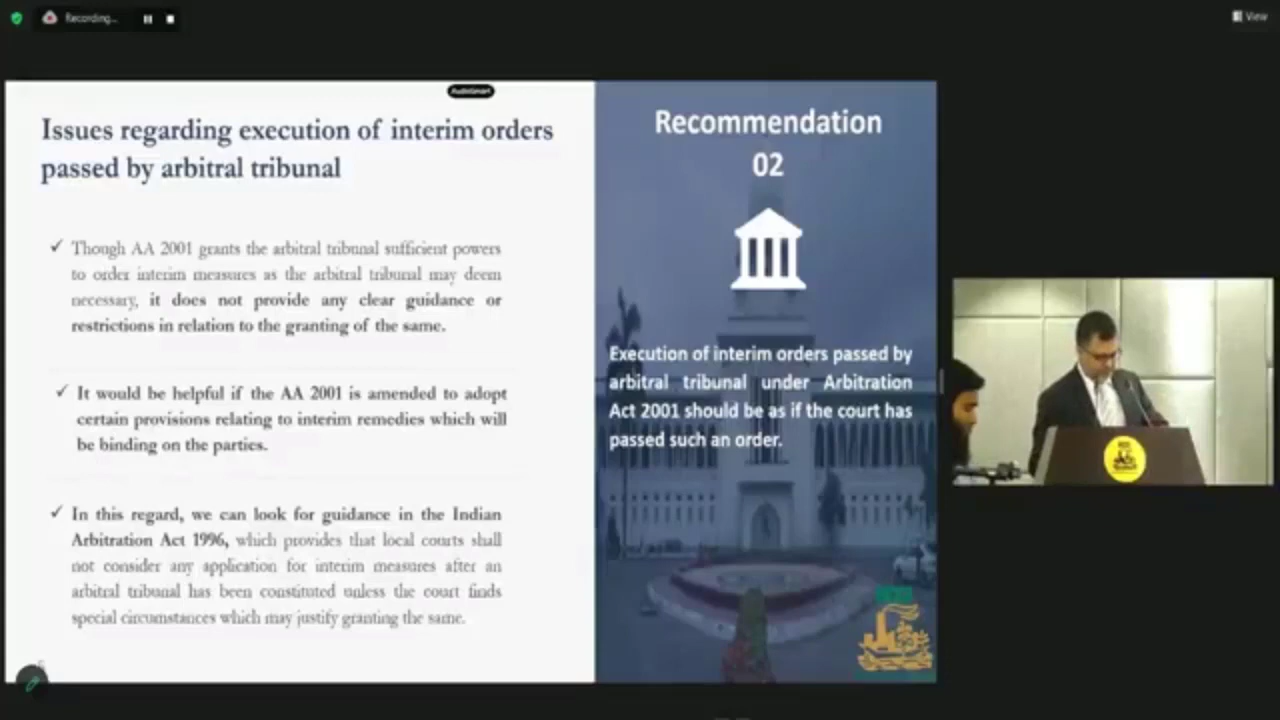 Recording...
View
AudioSmart
Issues regarding execution of interim orders
passed by arbitral tribunal
✓ Though AA 2001 grants the arbitral tribunal sufficient powers
to order interim measures as the arbitral tribunal may deem
necessary, it does not provide any clear guidance or
restrictions in relation to the granting of the same.
✓ It would be helpful if the AA 2001 is amended to adopt
certain provisions relating to interim remedies which will
be binding on the parties.
✓ In this regard, we can look for guidance in the Indian
Arbitration Act 1996, which provides that local courts shall
not consider any application for interim measures after an
arbitral tribunal has been constituted unless the court finds
special circumstances which may justify granting the same.
Recommendation
02
Execution of interim orders passed by
arbitral tribunal under Arbitration
Act 2001 should be as if the court has
passed such an order.